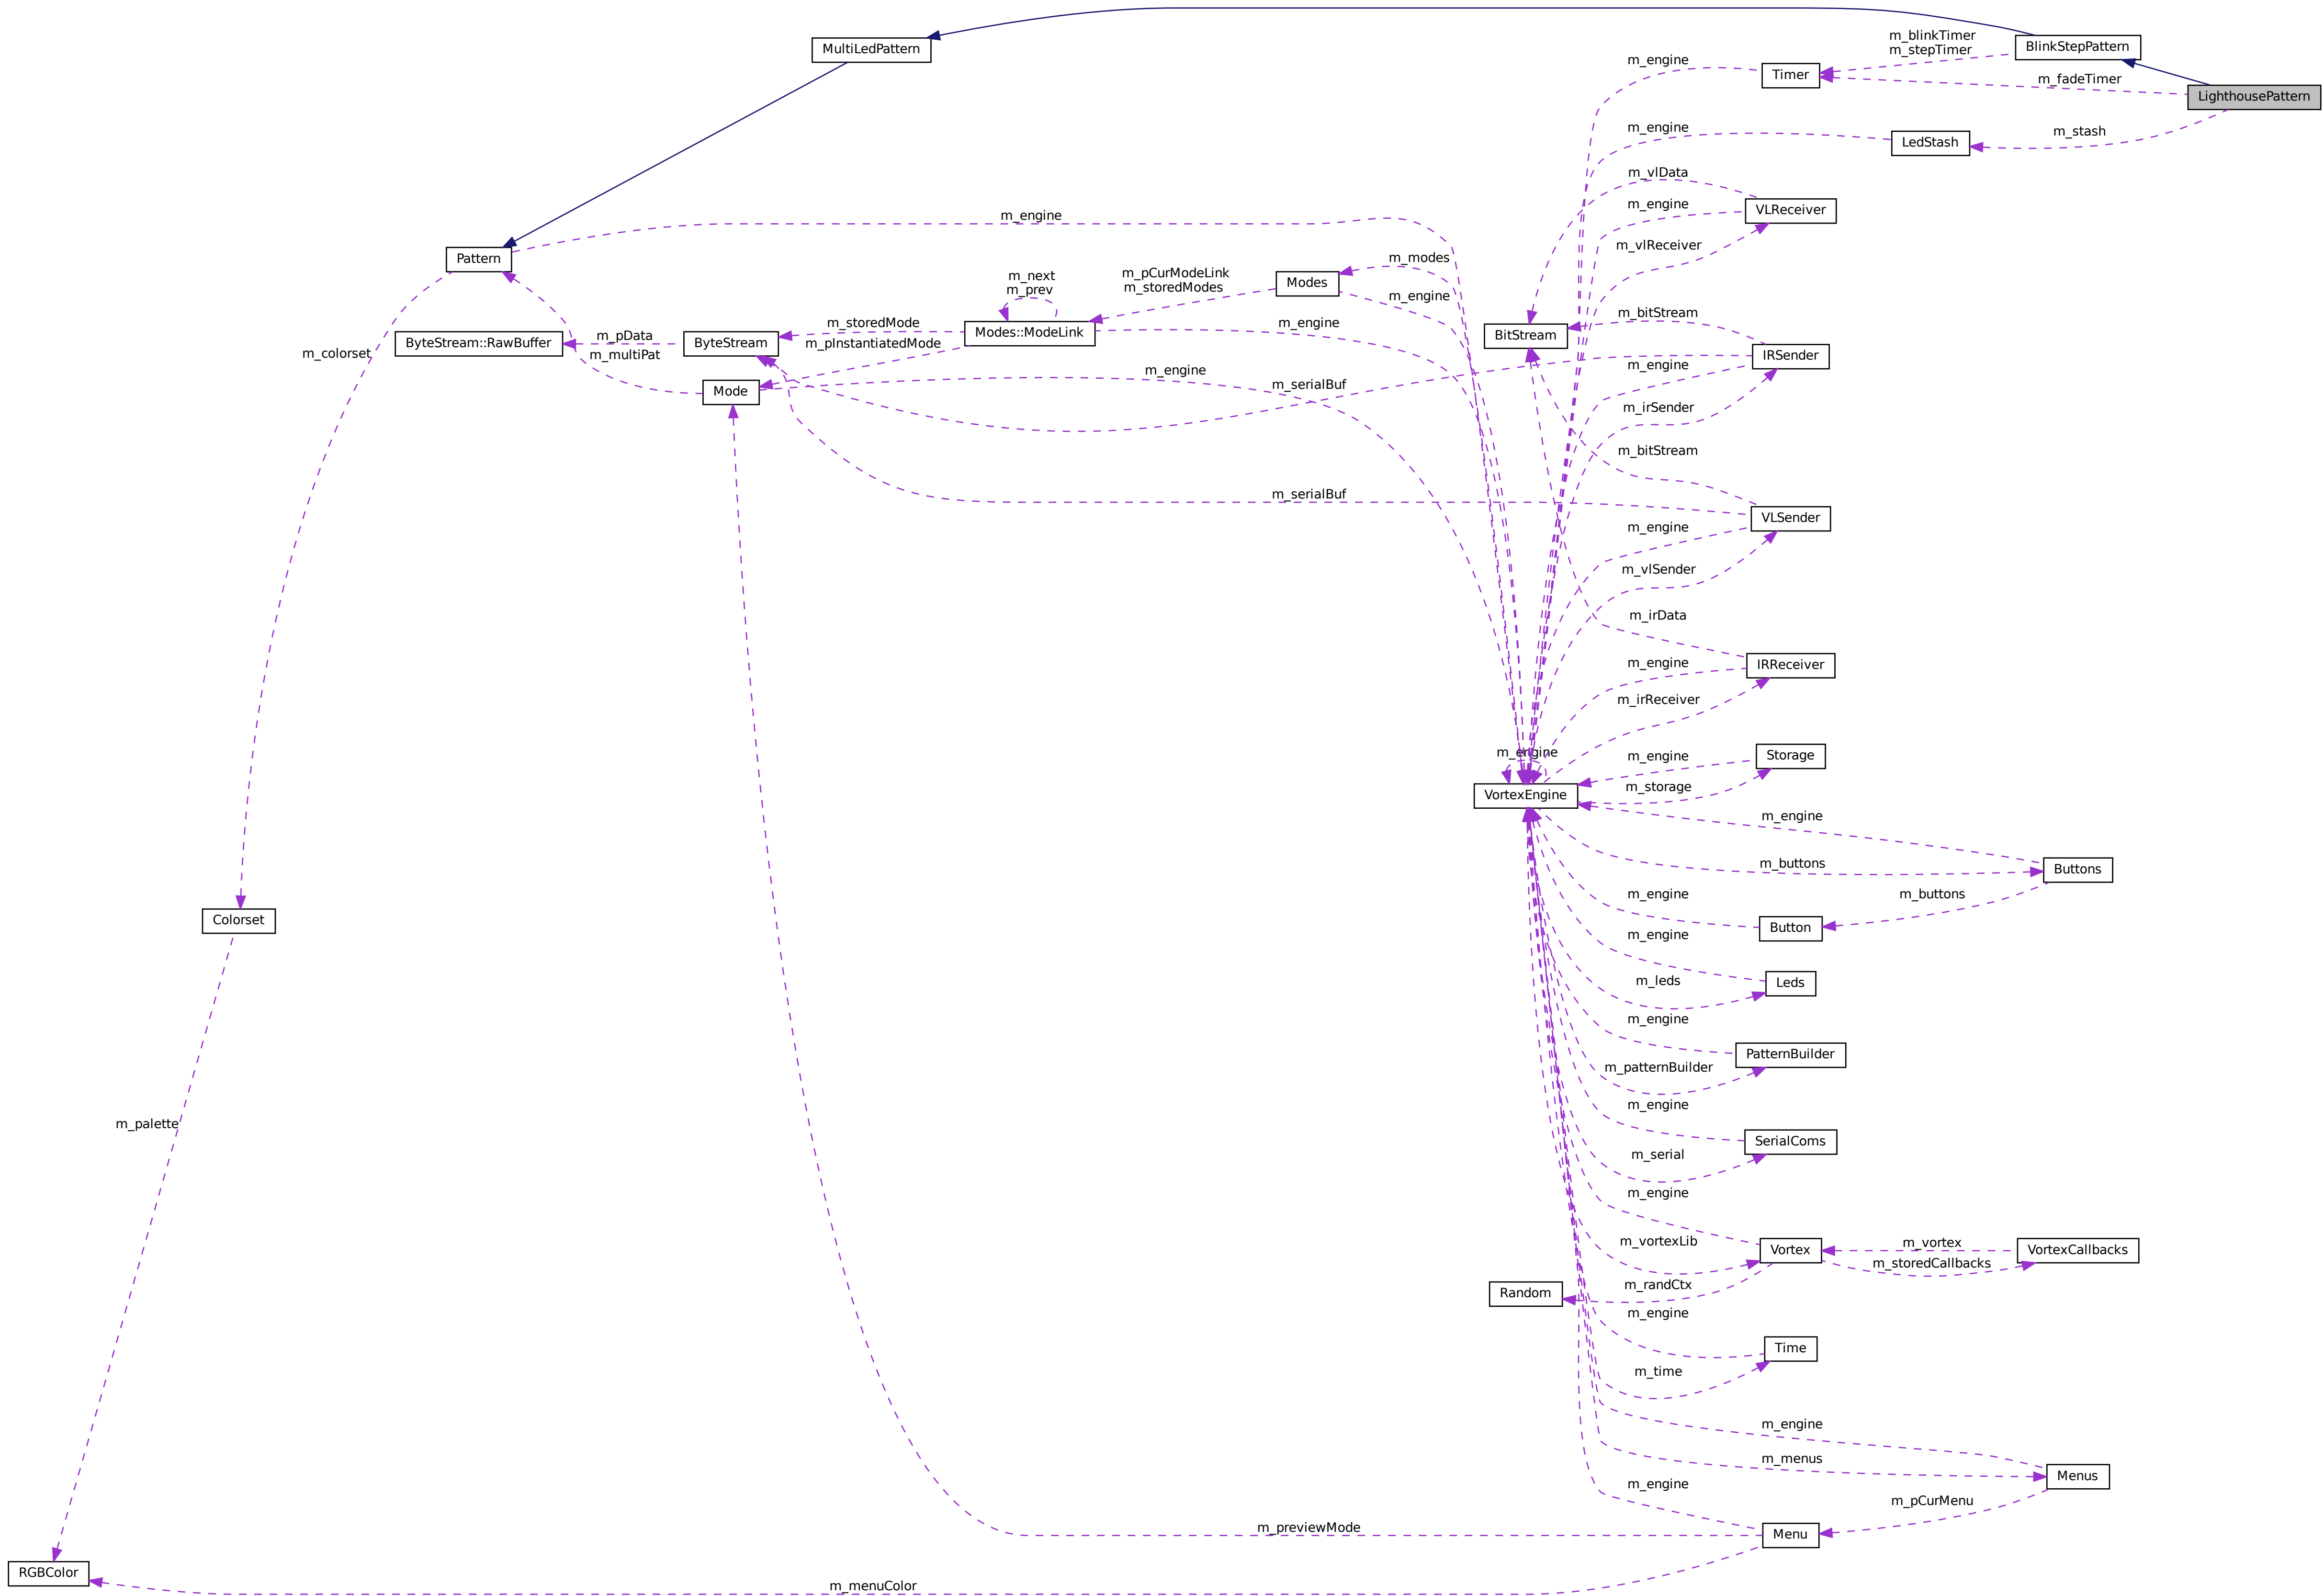 m_blinkTimer
m_stepTimer
BlinkStepPattern
MultiLedPattern
m_engine
Timer
m_fadeTimer
LighthousePattern
m_engine
LedStash
m_stash
m_vlData
m_engine
VLReceiver
m_engine
m_vlReceiver
Pattern
m_modes
m_next
m_prev
m_pCurModeLink
m_storedModes
Modes
m_engine
m_bitStream
m_storedMode
Modes::ModeLink
m_engine
BitStream
m_colorset
ByteStream::RawBuffer
m_pData
m_multiPat
ByteStream
m_pInstantiatedMode
IRSender
m_engine
Mode
m_engine
m_serialBuf
m_irSender
m_bitStream
m_serialBuf
VLSender
m_engine
m_vlSender
m_irData
m_engine
IRReceiver
m_irReceiver
m_engine
m_engine
Storage
m_storage
VortexEngine
m_engine
m_buttons
Buttons
m_engine
m_buttons
Colorset
Button
m_engine
m_leds
Leds
m_engine
PatternBuilder
m_patternBuilder
m_engine
m_palette
SerialComs
m_serial
m_engine
m_vortexLib
Vortex
m_vortex
m_storedCallbacks
VortexCallbacks
m_randCtx
Random
m_engine
Time
m_time
m_engine
m_menus
Menus
m_engine
m_pCurMenu
m_previewMode
Menu
RGBColor
m_menuColor